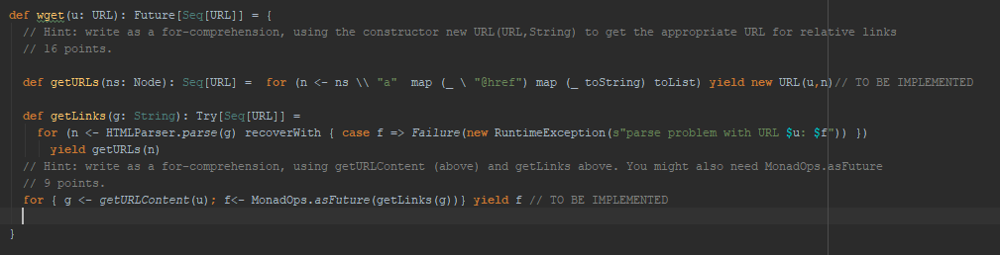 def wget(u: URL): Future[Seq[URL]] = {
// Hint: write as a for-comprehension, using the constructor new URL(URL,String) to get the appropriate URL for relative links
// 16 points.
def getURLs(ns: Node): Seq[URL] =  for (n <- ns \\ "a"  map (_ \ "@href") map (_ toString) toList) yield new URL(u,n)// TO BE IMPLEMENTED
def getLinks(g: String): Try[Seq[URL]] =
for (n <- HTMLParser.parse(g) recoverWith { case f => Failure(new RuntimeException(s"parse problem with URL $u: $f")) })
yield getURLs(n)
// Hint: write as a for-comprehension, using getURLContent (above) and getLinks above. You might also need MonadOps.asFuture
// 9 points.
for { g <- getURLContent(u); f<- MonadOps.asFuture(getLinks(g))} yield f // TO BE IMPLEMENTED
}